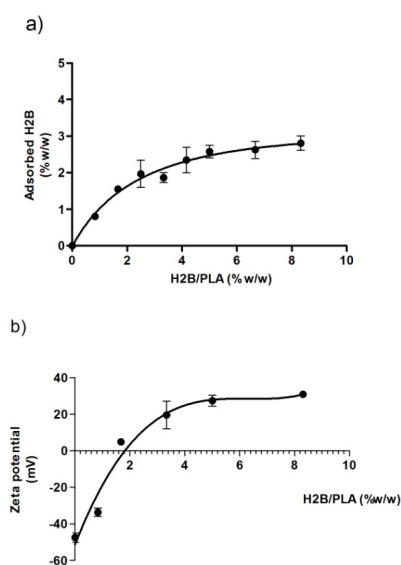 a)
5
4
3
2
1
0
Adsorbed H2B
(% w/w)
0 2 4 6 8 10
H2B/PLA (% w/w)
b)
40
20
0
-20
-40
-60
Zeta potential
(mV)
2 4 6 8 10
H2B/PLA (%w/w)